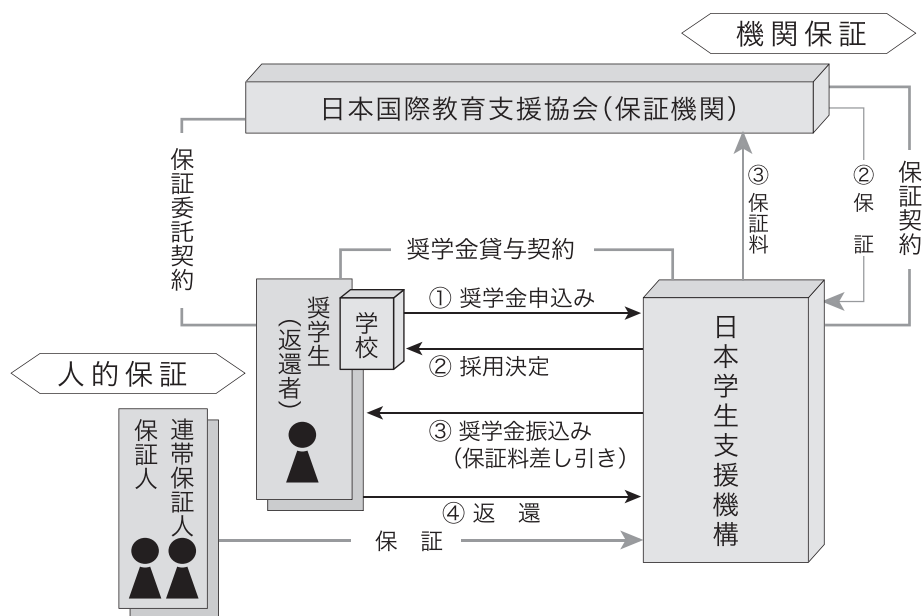 機関保証
日本国際教育支援協会(保証機関)
保証委託契約
③保証料
②保 証
保証契約
奨学金貸与契約
① 奨学金申込み
学校
奨学生
(返還者)
② 採用決定
日本学生支援機構
人的保証
③ 奨学金振込み
(保証料差し引き)
連帯保証人
保証人
④ 返 還
保 証